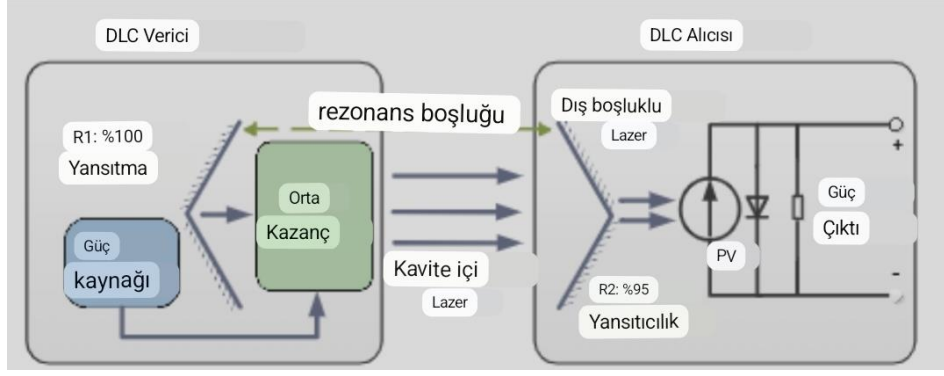 DLC Verici
DLC Alıcısı
R1: %100
Yansıtma
rezonans boşluğu
Dış boşluklu
Lazer
Orta
Kazanç
Güç
kaynağı
Kavite içi
Lazer
R2: %95
Yansıtıcılık
PV
Güç
Çıktı
+
-